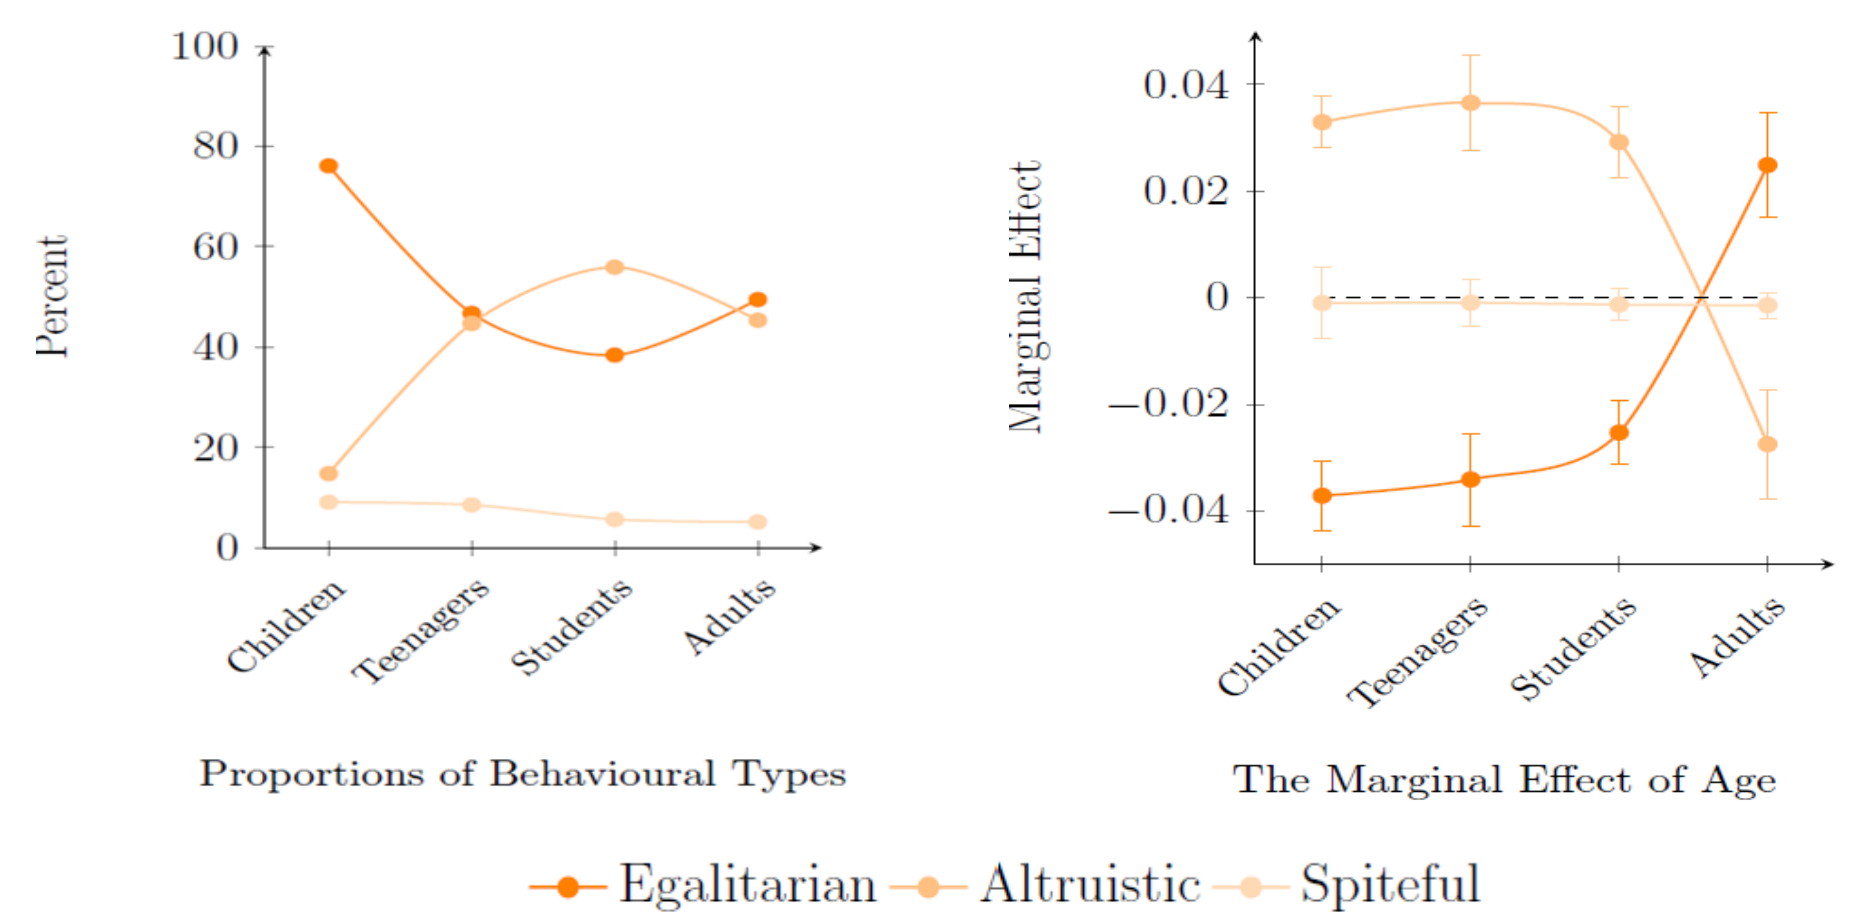 Percent
100
80
60
40
20
0
Children
Teenagers
Students
Adults
Proportions of Behavioural Types
Marginal Effect
0.04
0.02
0
−0.02
−0.04
Children
Teenagers
Students
Adults
The Marginal Effect of Age
Egalitarian Altruistic Spiteful